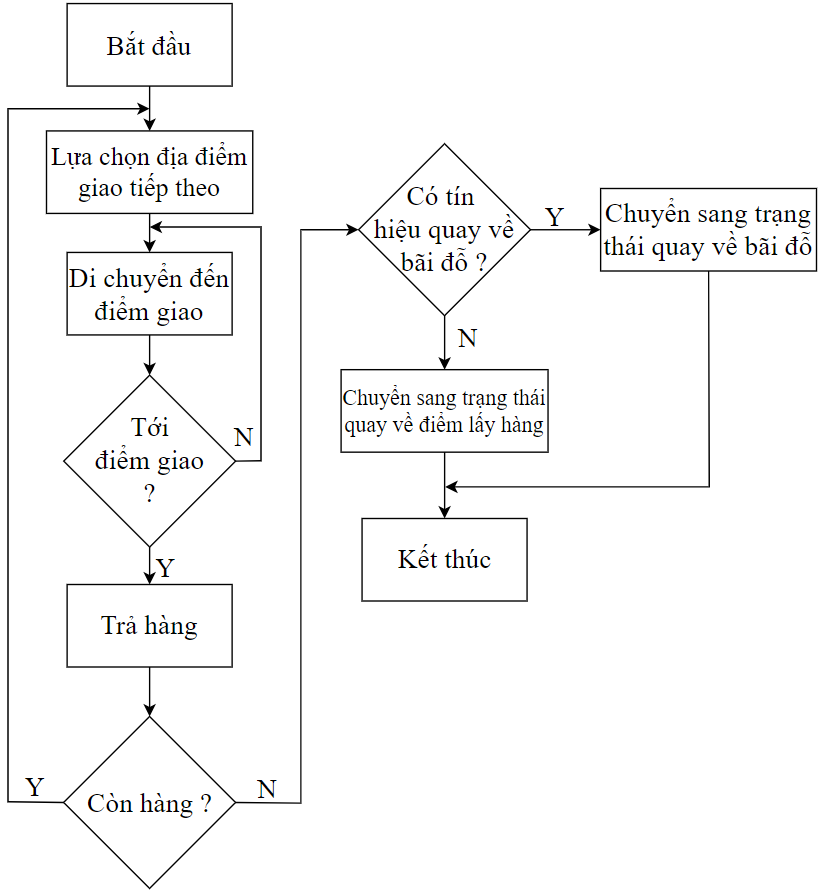 Bắt đầu
Lựa chọn địa điểm
giao tiếp theo
Di chuyển đến
điểm giao
Tới
điểm giao
?
N
Y
Trả hàng
Còn hàng ?
Y
N
Có tín
hiệu quay về
bãi đỗ ?
Y
N
Chuyển sang trạng
thái quay về bãi đỗ
Chuyển sang trạng thái
quay về điểm lấy hàng
Kết thúc